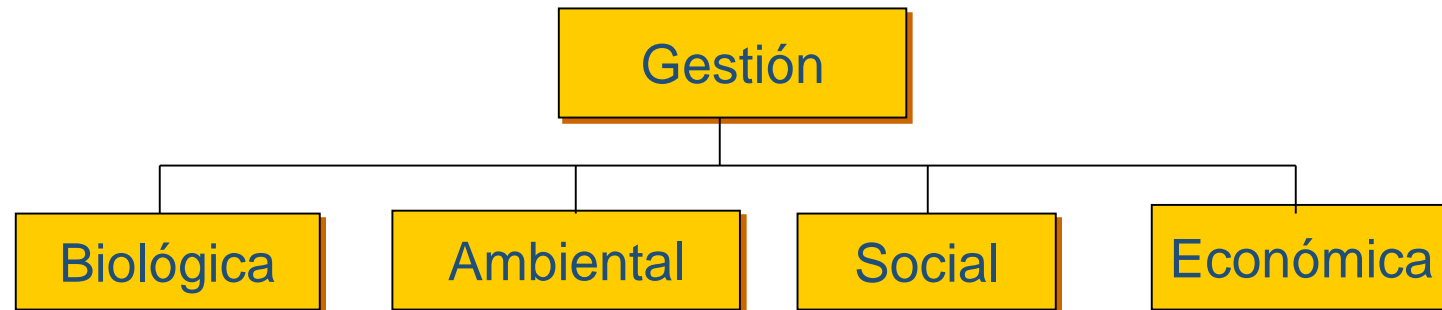 Gestión
Biológica
Ambiental
Social
Económica